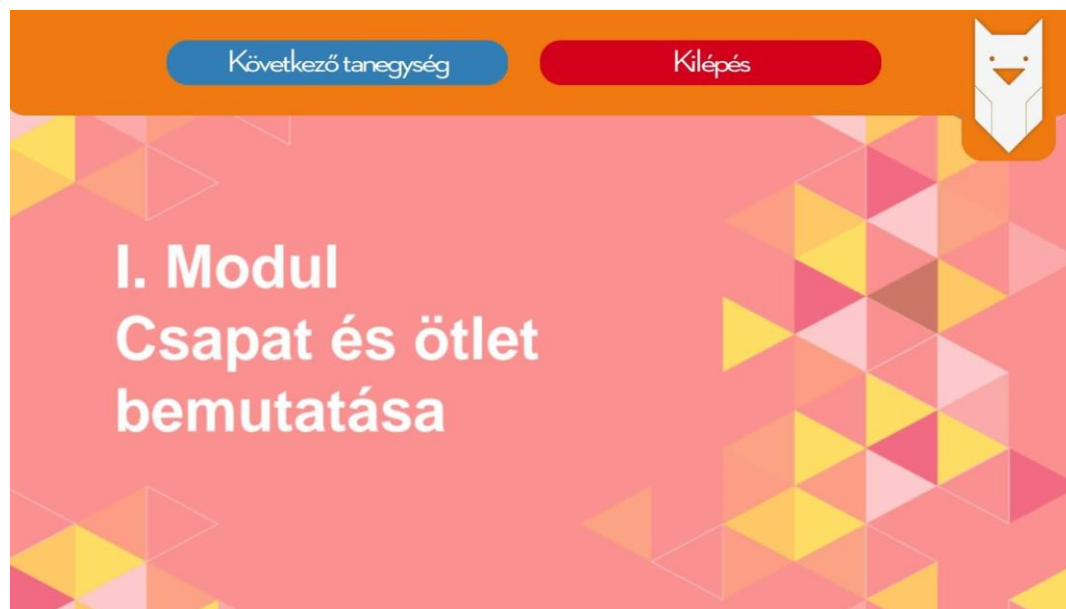 Következő tanegység
Kilépés
I. Modul
Csapat és ötlet
bemutatása